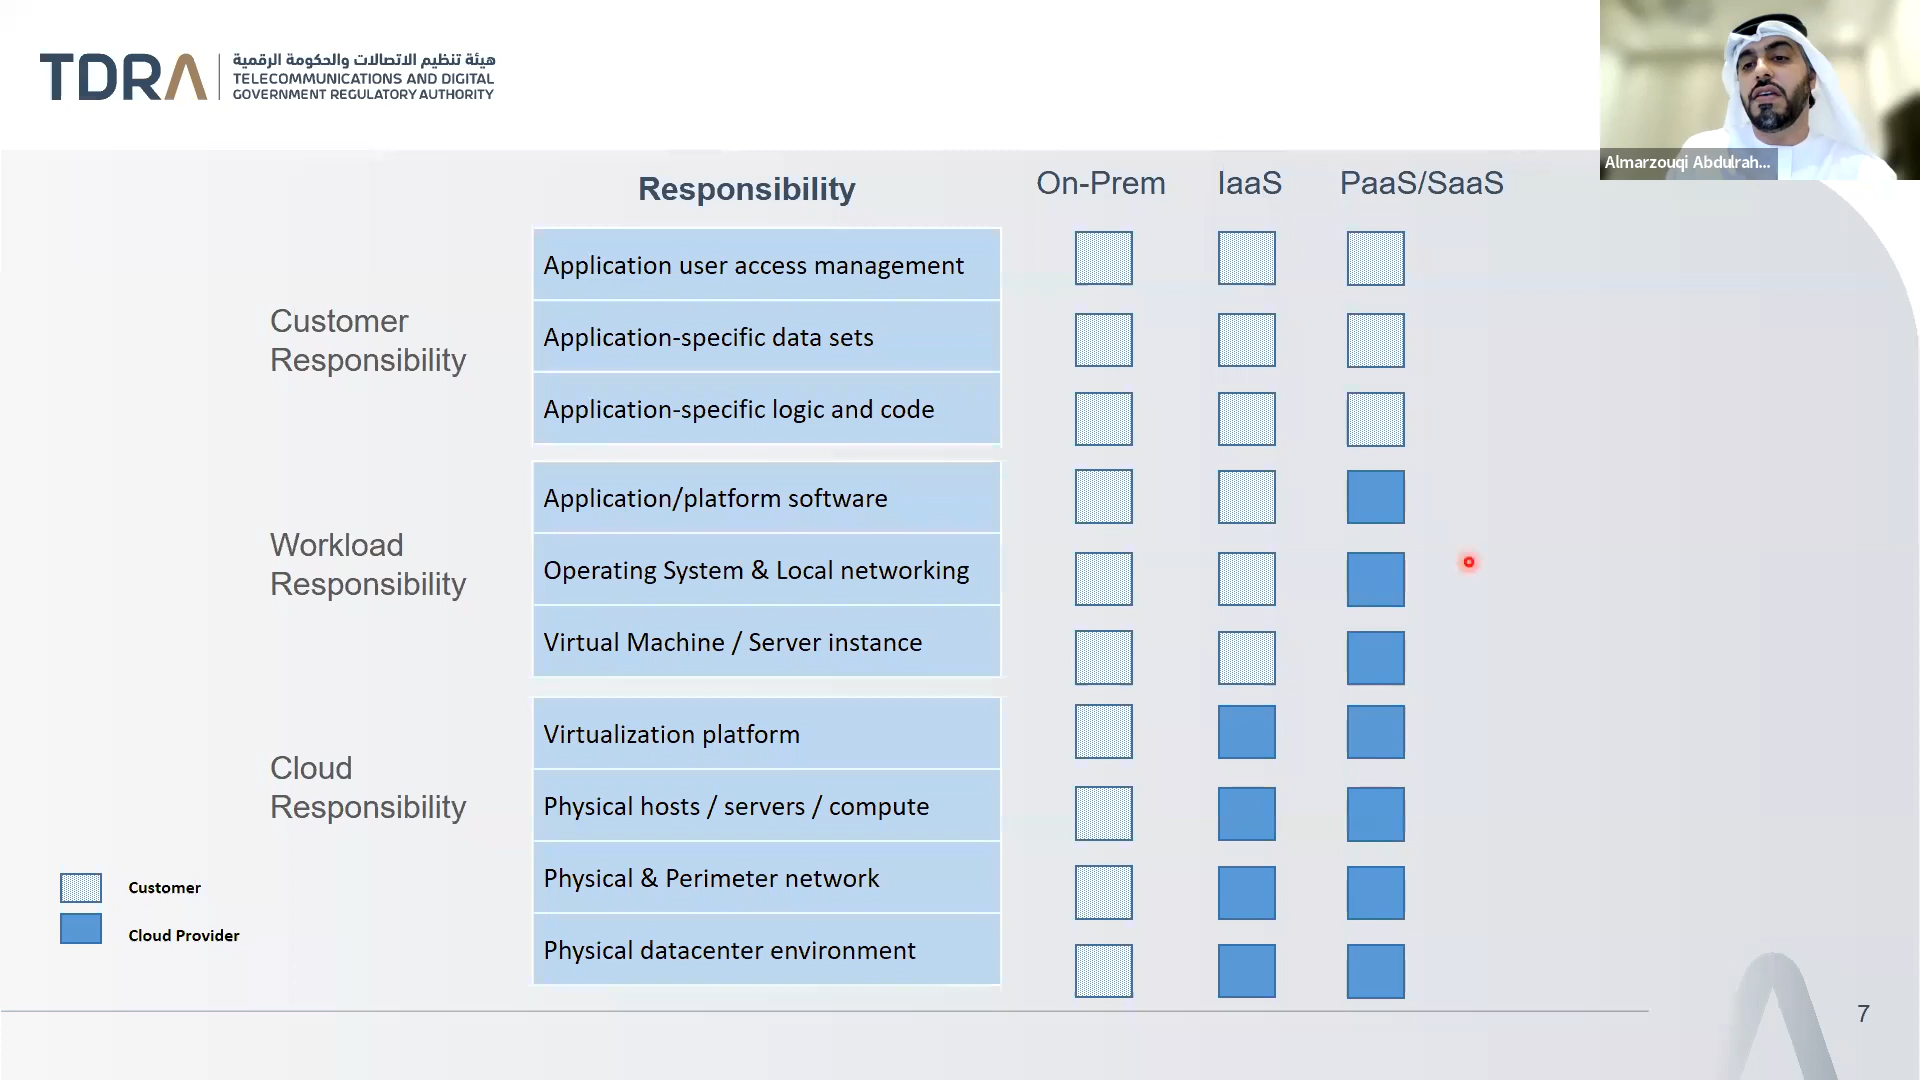 TDRA
هيئة تنظيم الاتصالات والحكومة الرقمية
TELECOMMUNICATIONS AND DIGITAL
GOVERNMENT REGULATORY AUTHORITY
Almarzouqi Abdulrah...
Responsibility
On-Prem
IaaS
PaaS/SaaS
Customer
Responsibility
Application user access management
Application-specific data sets
Application-specific logic and code
Workload
Responsibility
Application/platform software
Operating System & Local networking
Virtual Machine / Server instance
Cloud
Responsibility
Virtualization platform
Physical hosts / servers / compute
Physical & Perimeter network
Physical datacenter environment
Customer
Cloud Provider
7